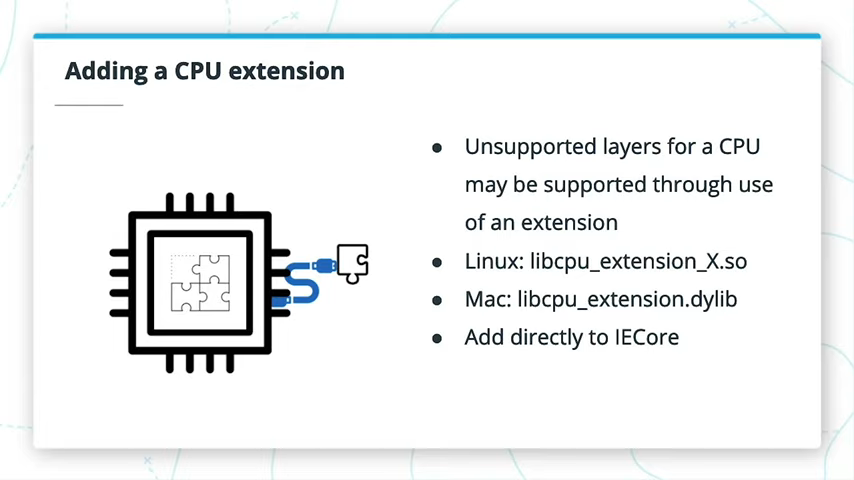 Adding a CPU extension
● Unsupported layers for a CPU
may be supported through use
of an extension
● Linux: libcpu_extension_X.so
● Mac: libcpu_extension.dylib
● Add directly to IECore